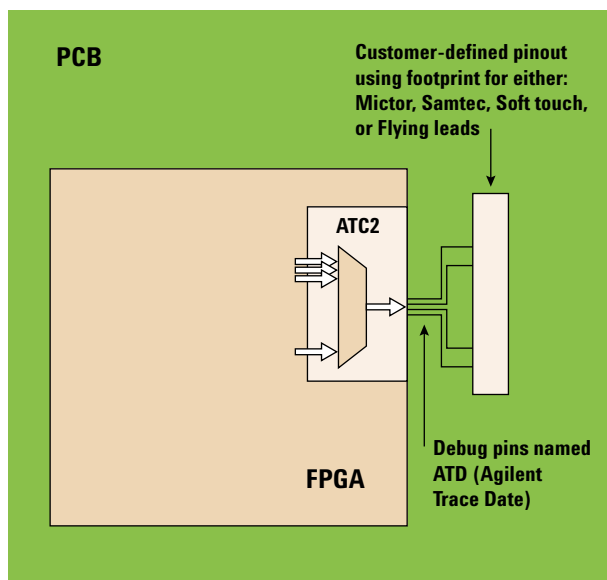 PCB
Customer-defined pinout
using footprint for either:
Mictor, Samtec, Soft touch,
or Flying leads
ATC2
Debug pins named
ATD (Agilent
Trace Date)
FPGA